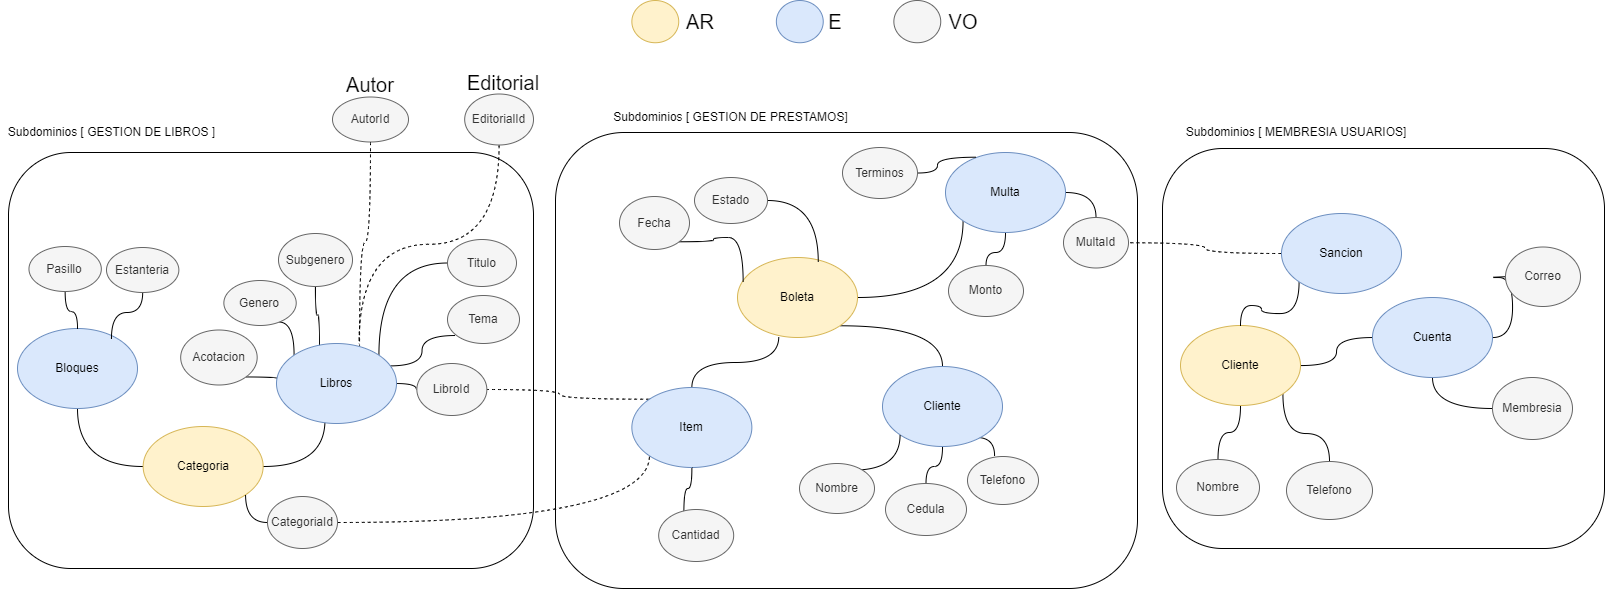 AR
E
VO
Autor
Editorial
AutorId
EditorialId
Subdominios [ GESTION DE LIBROS ]
Pasillo
Estanteria
Subgenero
Titulo
Genero
Tema
Acotacion
Bloques
Libros
LibroId
Categoria
CategoriaId
Subdominios [ GESTION DE PRESTAMOS]
Terminos
Estado
Multa
Fecha
MultaId
Boleta
Monto
Item
Cliente
Nombre
Telefono
Cedula
Cantidad
Subdominios [ MEMBRESIA USUARIOS]
Sancion
Correo
Cuenta
Cliente
Membresia
Nombre
Telefono